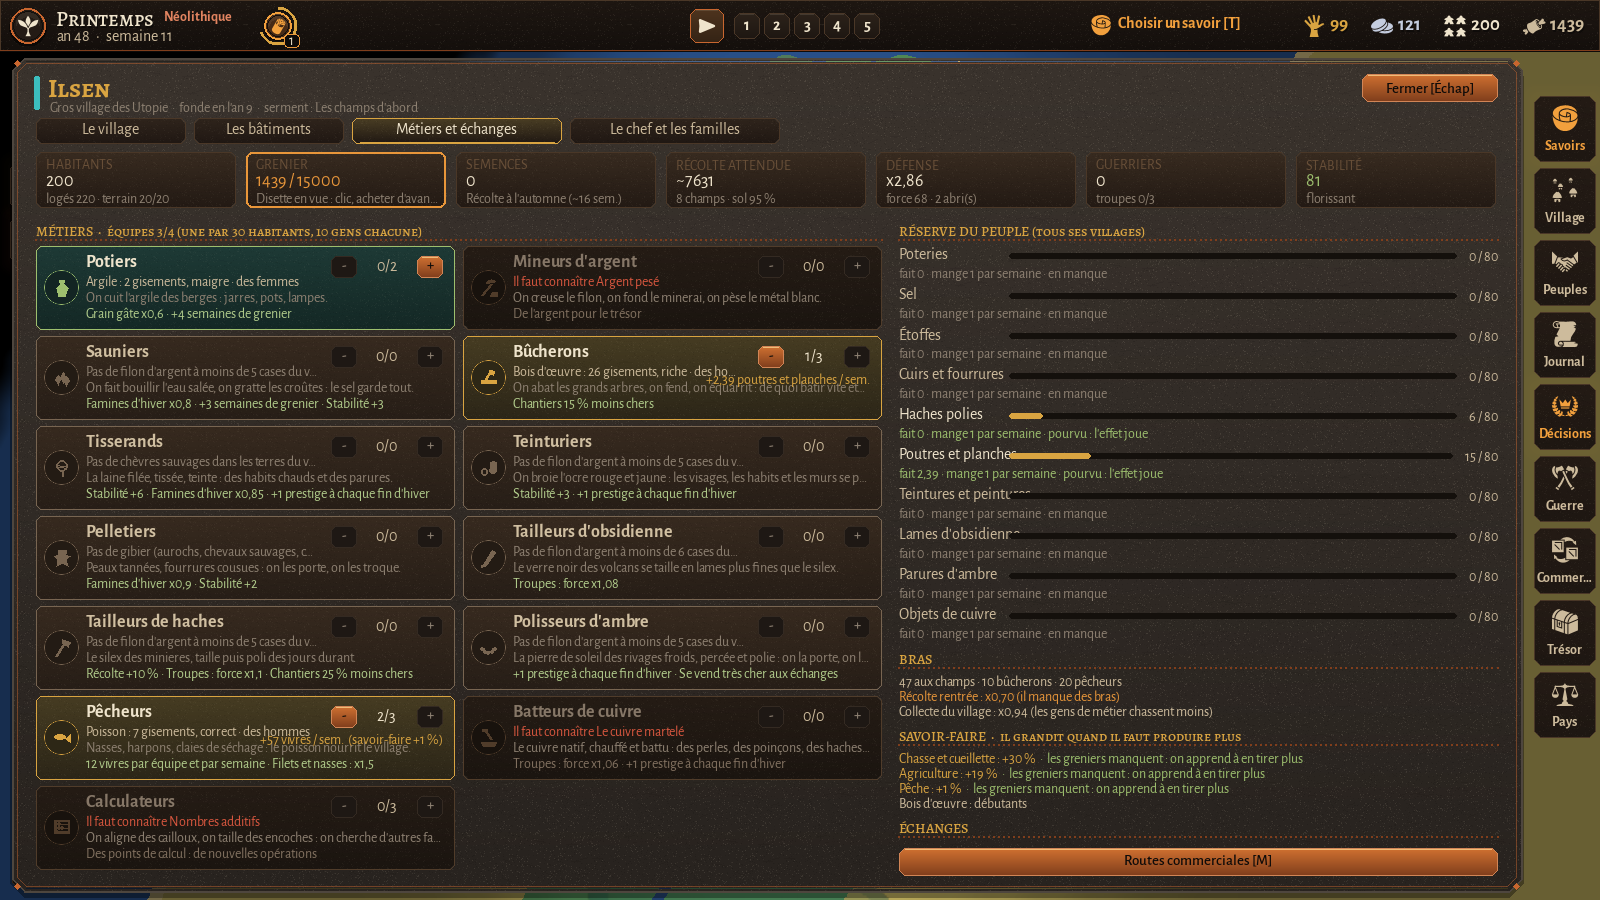 Printemps Néolithique
an 48 · semaine 11
1
1 2 3 4 5
Choisir un savoir [T]
99 121 200 1439
Ilsen
Gros village des Utopie · fonde en l'an 9 · serment : Les champs d'abord
Fermer [Échap]
Le village
Les bâtiments
Métiers et échanges
Le chef et les familles
HABITANTS
200
logés 220 · terrain 20/20
GRENIER
1439 / 15000
Disette en vue : clic, acheter d'avan...
SEMENCES
0
Récolte à l'automne (~16 sem.)
RÉCOLTE ATTENDUE
~7631
8 champs · sol 95 %
DÉFENSE
x2,86
force 68 · 2 abri(s)
GUERRIERS
0
troupes 0/3
STABILITÉ
81
florissant
MÉTIERS · ÉQUIPES 3/4 (UNE PAR 30 HABITANTS, 10 GENS CHACUNE)
Potiers
- 0/2 +
Argile : 2 gisements, maigre · des femmes
On cuit l'argile des berges : jarres, pots, lampes.
Grain gâte x0,6 · +4 semaines de grenier
Mineurs d'argent
- 0/0 +
Il faut connaître Argent pesé
On creuse le filon, on fond le minerai, on pèse le métal blanc.
De l'argent pour le trésor
Sauniers
- 0/0 +
Pas de filon d'argent à moins de 5 cases du v...
On fait bouillir l'eau salée, on gratte les croûtes : le sel garde tout.
Famines d'hiver x0,8 · +3 semaines de grenier · Stabilité +3
Bûcherons
- 1/3 +
Bois d'œuvre : 26 gisements, riche · des ho...
+2,39 poutres et planches / sem.
On abat les grands arbres, on fend, on équarrit : de quoi bâtir vite et...
Chantiers 15 % moins chers
Tisserands
- 0/0 +
Pas de chèvres sauvages dans les terres du v...
La laine filée, tissée, teinte : des habits chauds et des parures.
Stabilité +6 · Famines d'hiver x0,85 · +1 prestige à chaque fin d'hiver
Teinturiers
- 0/0 +
Pas de filon d'argent à moins de 5 cases du v...
On broie l'ocre rouge et jaune : les visages, les habits et les murs se p...
Stabilité +3 · +1 prestige à chaque fin d'hiver
Pelletiers
- 0/0 +
Pas de gibier (aurochs, chevaux sauvages, c...
Peaux tannées, fourrures cousues : on les porte, on les troque.
Famines d'hiver x0,9 · Stabilité +2
Tailleurs d'obsidienne
- 0/0 +
Pas de filon d'argent à moins de 6 cases du...
Le verre noir des volcans se taille en lames plus fines que le silex.
Troupes : force x1,08
Tailleurs de haches
- 0/0 +
Pas de filon d'argent à moins de 5 cases du v...
Le silex des minieres, taille puis poli des jours durant.
Récolte +10 % · Troupes : force x1,1 · Chantiers 25 % moins chers
Polisseurs d'ambre
- 0/0 +
Pas de filon d'argent à moins de 5 cases du v...
La pierre de soleil des rivages froids, percée et polie : on la porte, on l...
+1 prestige à chaque fin d'hiver · Se vend très cher aux échanges
Pêcheurs
- 2/3 +
Poisson : 7 gisements, correct · des hommes
+57 vivres / sem. (savoir-faire +1 %)
Nasses, harpons, claies de séchage : le poisson nourrit le village.
12 vivres par équipe et par semaine · Filets et nasses : x1,5
Batteurs de cuivre
- 0/0 +
Il faut connaître Le cuivre martelé
Le cuivre natif, chauffé et battu : des perles, des poinçons, des haches...
Troupes : force x1,06 · +1 prestige à chaque fin d'hiver
Calculateurs
- 0/3 +
Il faut connaître Nombres additifs
On aligne des cailloux, on taille des encoches : on cherche d'autres fa...
Des points de calcul : de nouvelles opérations
RÉSERVE DU PEUPLE (TOUS SES VILLAGES)
Poteries 0/80
fait 0 · mange 1 par semaine · en manque
Sel 0/80
fait 0 · mange 1 par semaine · en manque
Étoffes 0/80
fait 0 · mange 1 par semaine · en manque
Cuirs et fourrures 0/80
fait 0 · mange 1 par semaine · en manque
Haches polies 6/80
fait 0 · mange 1 par semaine · pourvu : l'effet joue
Poutres et planches 15/80
fait 2,39 · mange 1 par semaine · pourvu : l'effet joue
Teintures et peintures 0/80
fait 0 · mange 1 par semaine · en manque
Lames d'obsidienne 0/80
fait 0 · mange 1 par semaine · en manque
Parures d'ambre 0/80
fait 0 · mange 1 par semaine · en manque
Objets de cuivre 0/80
fait 0 · mange 1 par semaine · en manque
BRAS
47 aux champs · 10 bûcherons · 20 pêcheurs
Récolte rentrée : x0,70 (il manque des bras)
Collecte du village : x0,94 (les gens de métier chassent moins)
SAVOIR-FAIRE · IL GRANDIT QUAND IL FAUT PRODUIRE PLUS
Chasse et cueillette : +30 % · les greniers manquent : on apprend à en tirer plus
Agriculture : +19 % · les greniers manquent : on apprend à en tirer plus
Pêche : +1 % · les greniers manquent : on apprend à en tirer plus
Bois d'œuvre : débutants
ÉCHANGES
Routes commerciales [M]
Savoirs
Village
Peuples
Journal
Décisions
Guerre
Commer...
Trésor
Pays